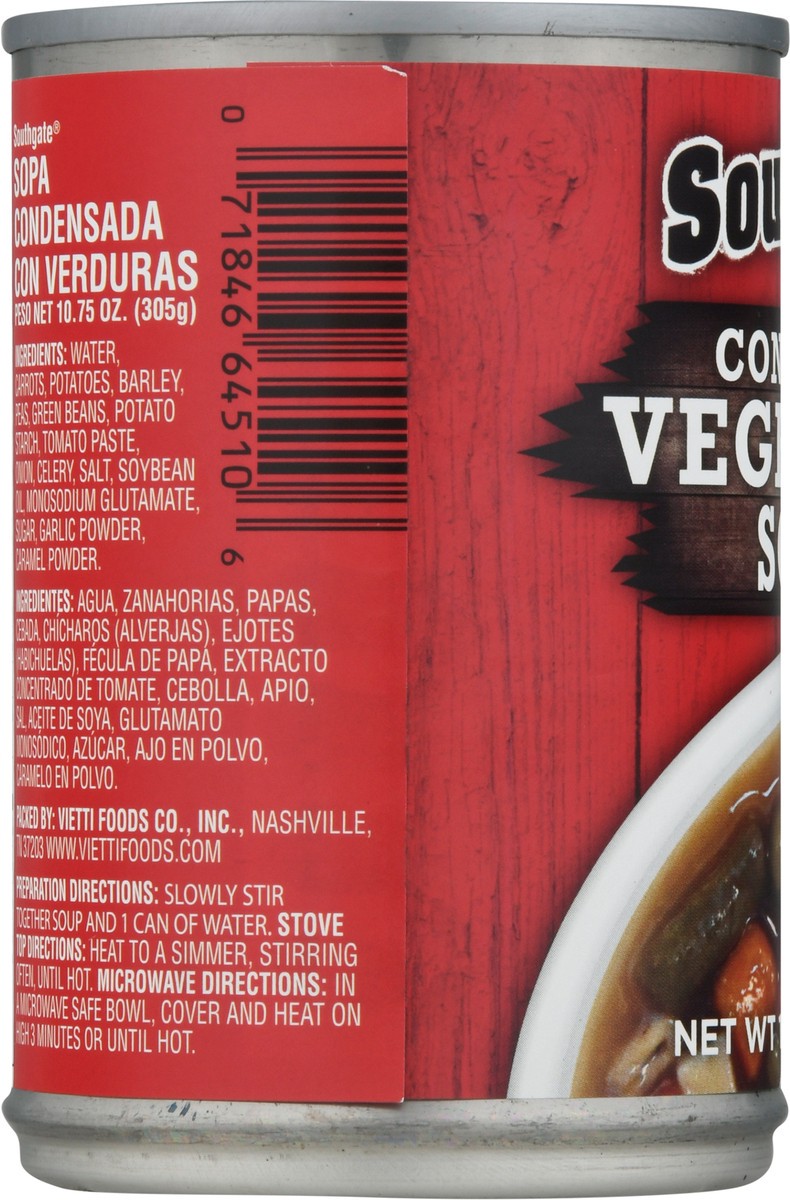 Southgate®
SOPA
CONDENSADA
CON VERDURAS
PESO NET 10.75 OZ. (305g)
INGREDIENTS: WATER,
CARROTS, POTATOES, BARLEY,
PEAS, GREEN BEANS, POTATO
STARCH, TOMATO PASTE,
ONION, CELERY, SALT, SOYBEAN
OIL, MONOSODIUM GLUTAMATE,
SUGAR, GARLIC POWDER,
CARAMEL POWDER.
INGREDIENTES: AGUA, ZANAHORIAS, PAPAS,
CEBADA, CHÍCHAROS (ALVERJAS), EJOTES
(HABICHUELAS), FÉCULA DE PAPA, EXTRACTO
CONCENTRADO DE TOMATE, CEBOLLA, APIO,
SAL, ACEITE DE SOYA, GLUTAMATO
MONOSÓDICO, AZÚCAR, AJO EN POLVO,
CARAMELO EN POLVO.
PACKED BY: VIETTI FOODS CO., INC., NASHVILLE,
TN 37203 WWW.VIETTIFOODS.COM
PREPARATION DIRECTIONS: SLOWLY STIR
TOGETHER SOUP AND 1 CAN OF WATER. STOVE
TOP DIRECTIONS: HEAT TO A SIMMER, STIRRING
OFTEN, UNTIL HOT. MICROWAVE DIRECTIONS: IN
A MICROWAVE SAFE BOWL, COVER AND HEAT ON
HIGH 3 MINUTES OR UNTIL HOT.
0 71846 64510 6
SOU
CON
VEG
SO
NET WT